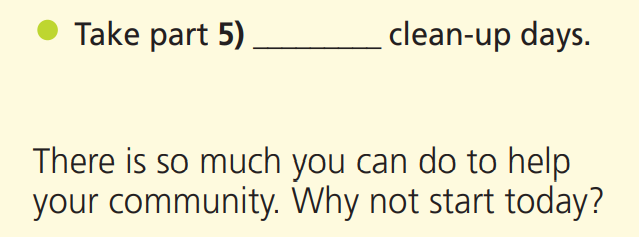 ● Take part 5) _________ clean-up days.
There is so much you can do to help
your community. Why not start today?